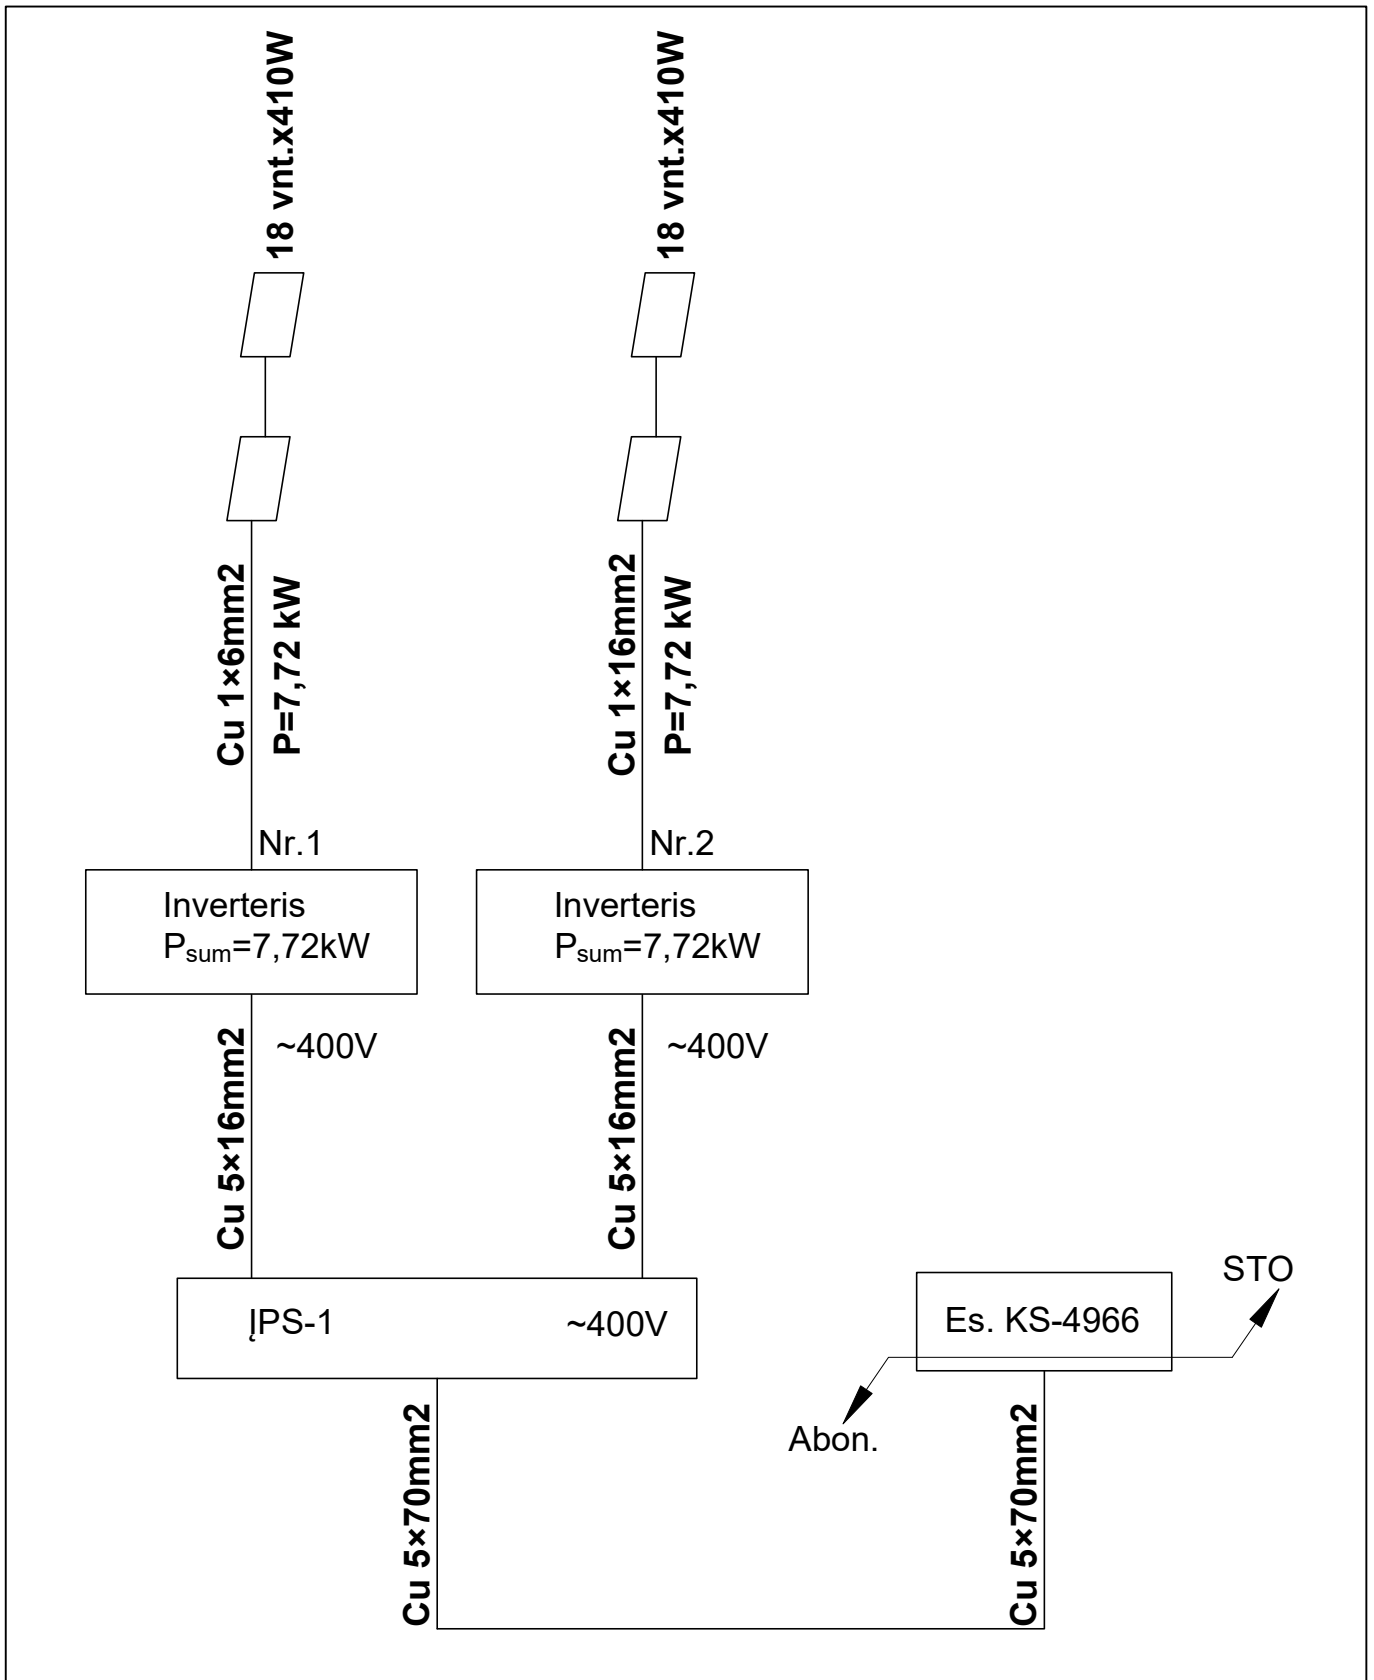 18 vnt.x410W
18 vnt.x410W
Cu 1×6mm2
P=7,72 kW
Cu 1×16mm2
P=7,72 kW
Nr.1
Nr.2
Inverteris
Psum=7,72kW
Inverteris
Psum=7,72kW
Cu 5×16mm2
~400V
Cu 5×16mm2
~400V
ĮPS-1
~400V
Es. KS-4966
STO
Abon.
Cu 5×70mm2
Cu 5×70mm2